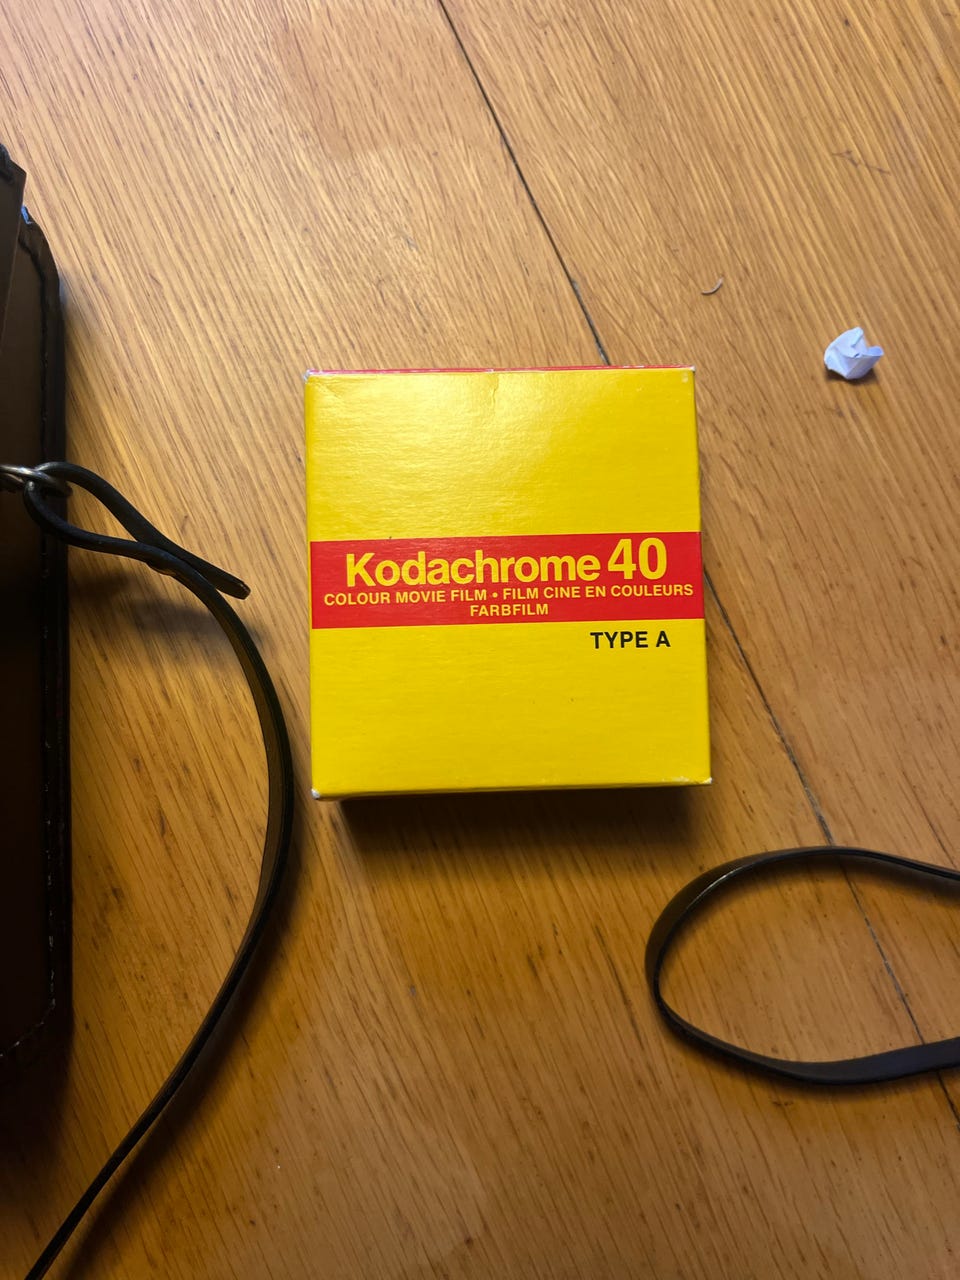 Kodachrome 40
COLOUR MOVIE FILM • FILM CINE EN COULEURS
FARBFILM
TYPE A